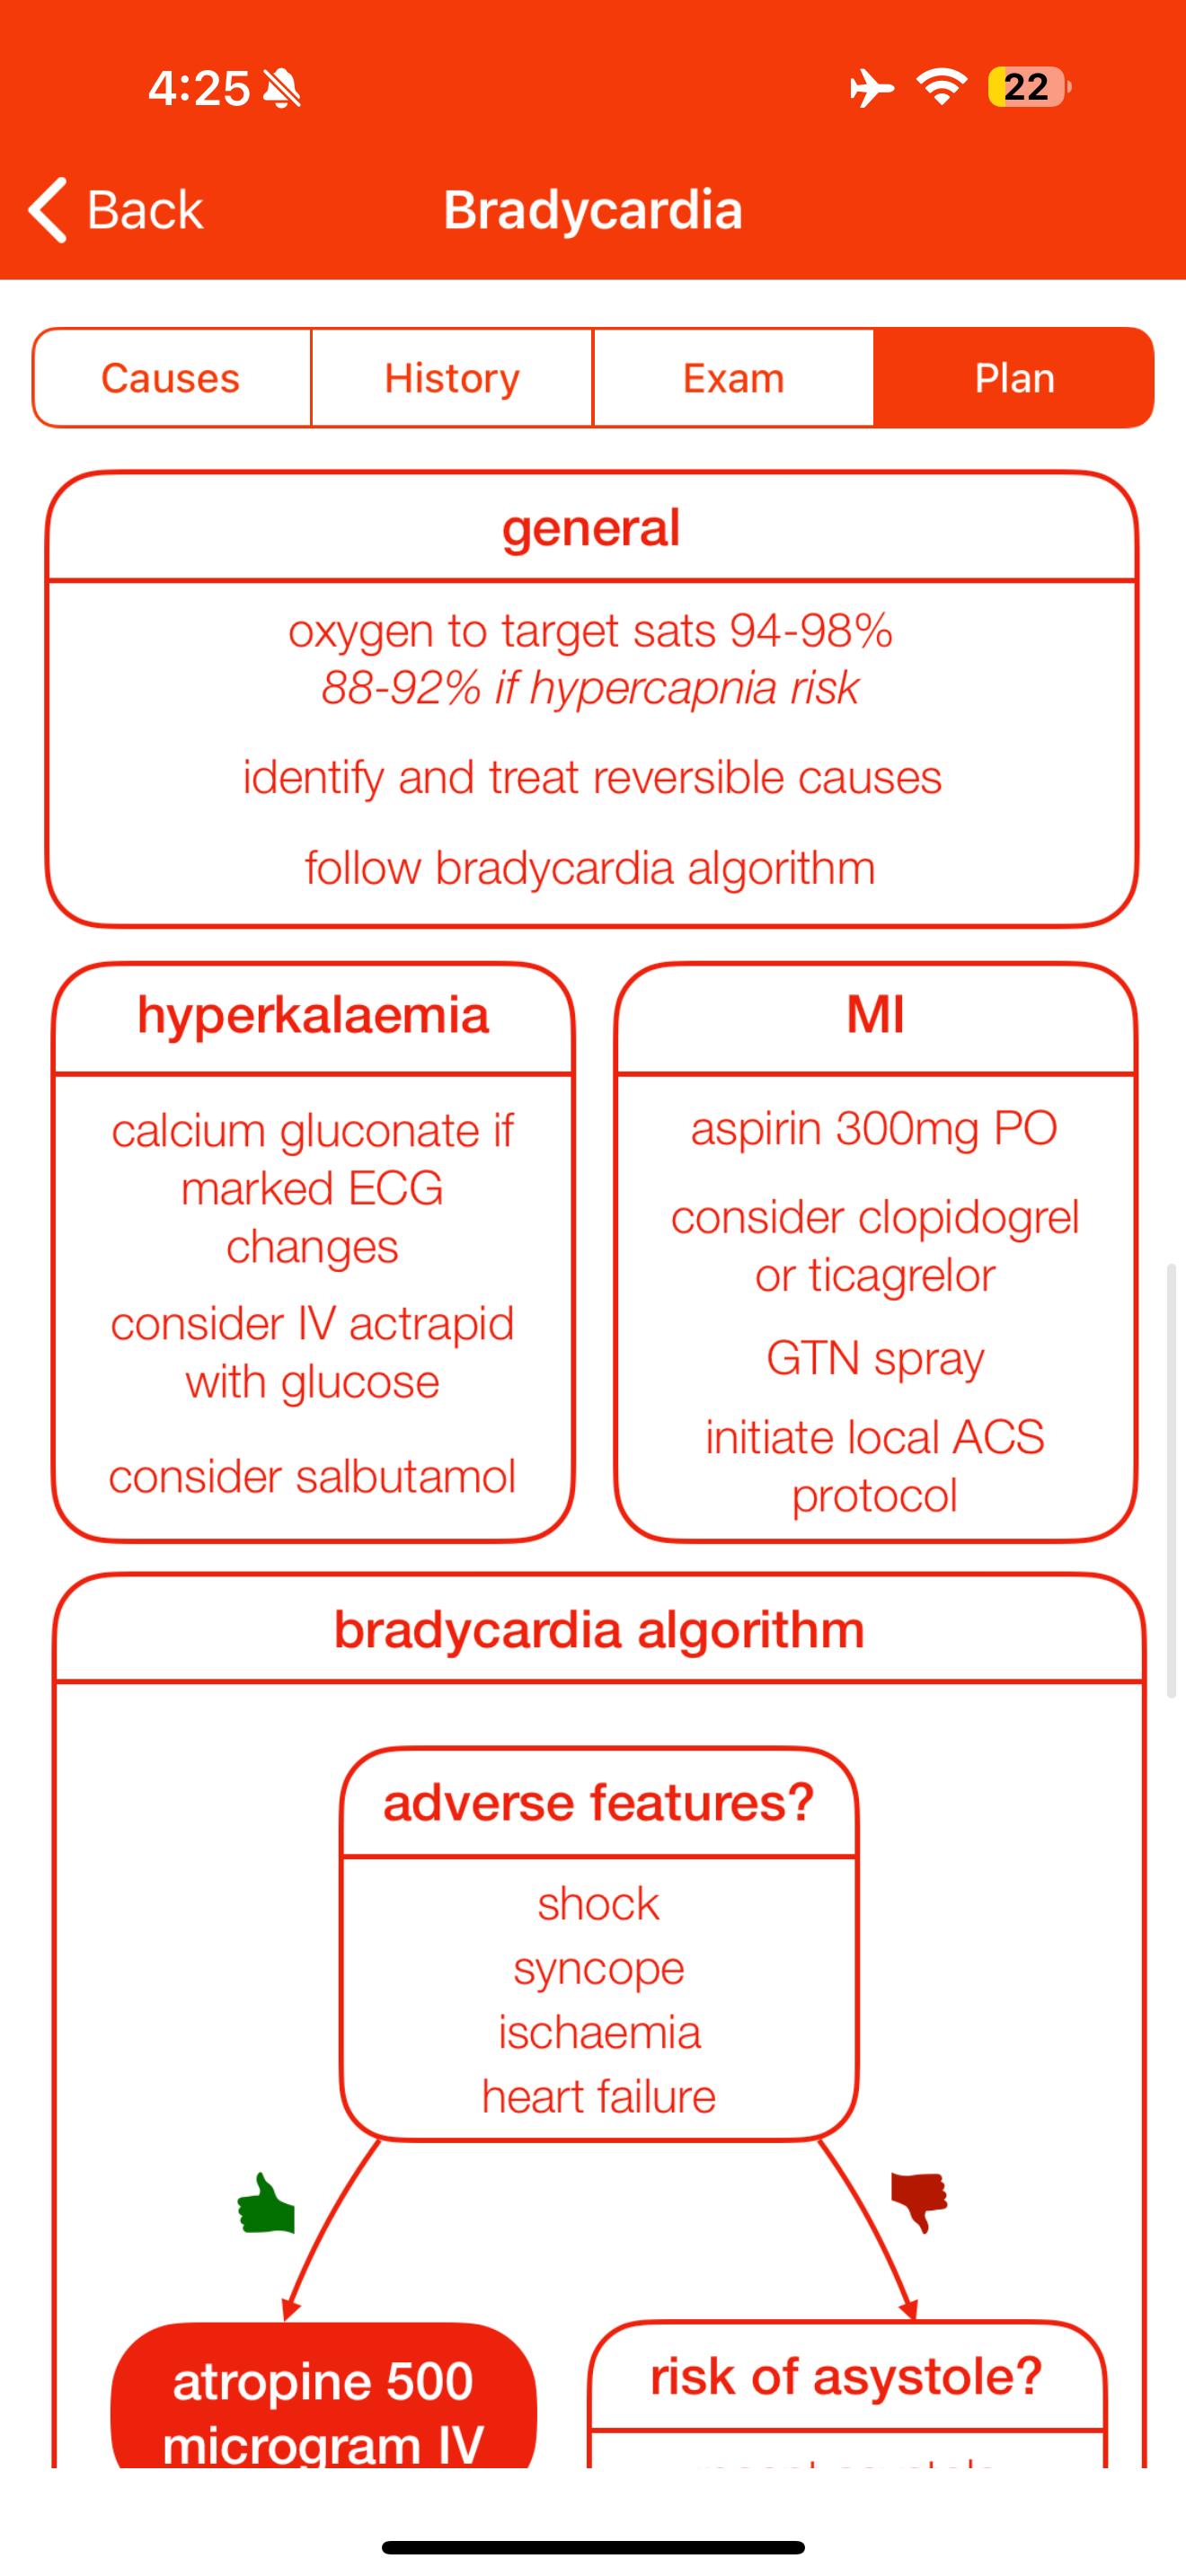 4:25
22
Back
Bradycardia
Causes
History
Exam
Plan
general
oxygen to target sats 94-98%
88-92% if hypercapnia risk
identify and treat reversible causes
follow bradycardia algorithm
hyperkalaemia
calcium gluconate if
marked ECG
changes
consider IV actrapid
with glucose
consider salbutamol
MI
aspirin 300mg PO
consider clopidogrel
or ticagrelor
GTN spray
initiate local ACS
protocol
bradycardia algorithm
adverse features?
shock
syncope
ischaemia
heart failure
atropine 500
microgram IV
risk of asystole?